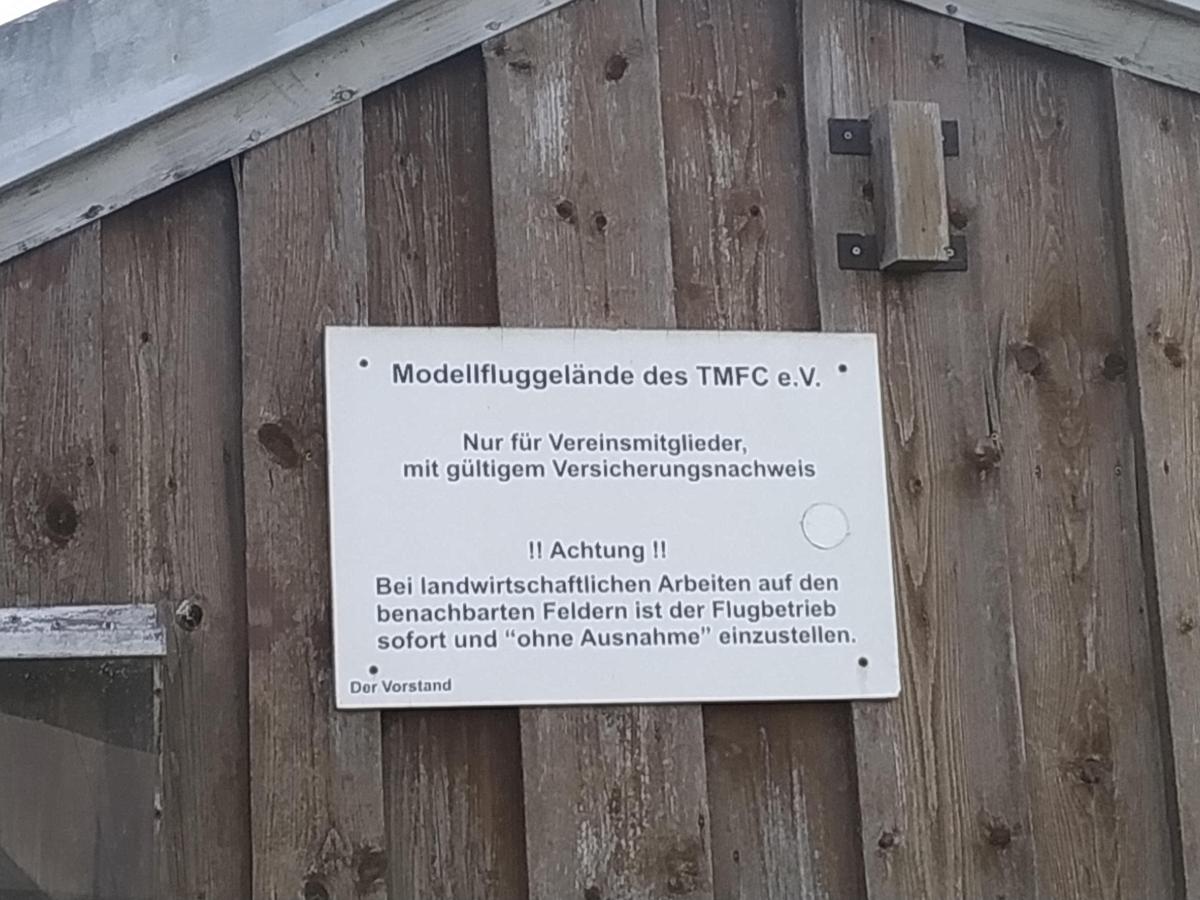 Modellfluggelände des TMFC e.V.
Nur für Vereinsmitglieder,
mit gültigem Versicherungsnachweis
!! Achtung !!
Bei landwirtschaftlichen Arbeiten auf den
benachbarten Feldern ist der Flugbetrieb
sofort und “ohne Ausnahme” einzustellen.
Der Vorstand